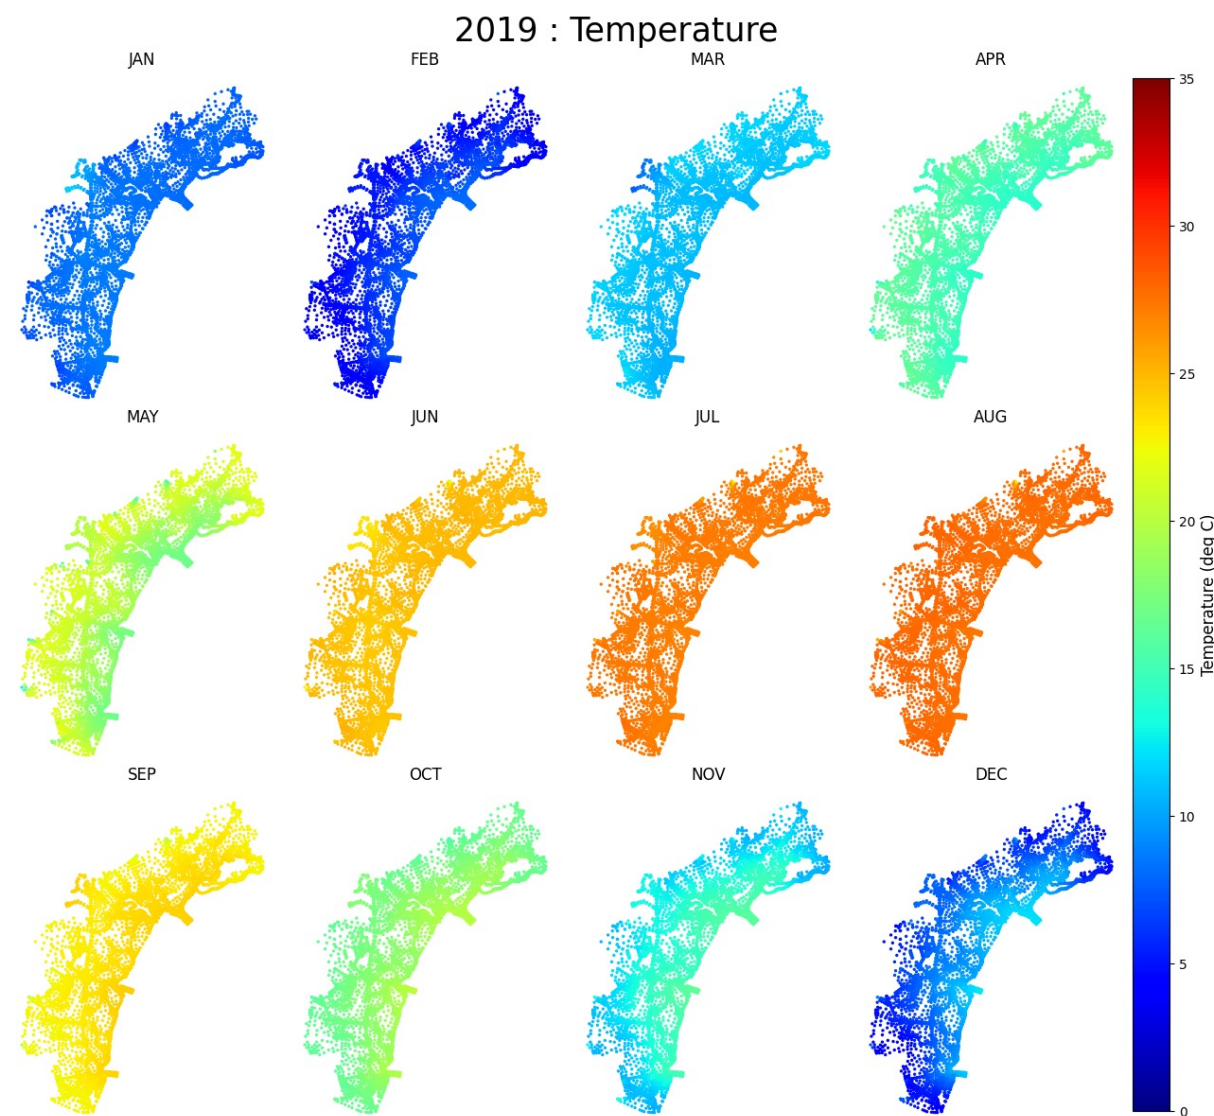 2019 : Temperature
JAN
FEB
MAR
APR
35
30
25
MAY
JUN
JUL
AUG
20
Temperature (deg C)
15
SEP
OCT
NOV
DEC
10
5
0